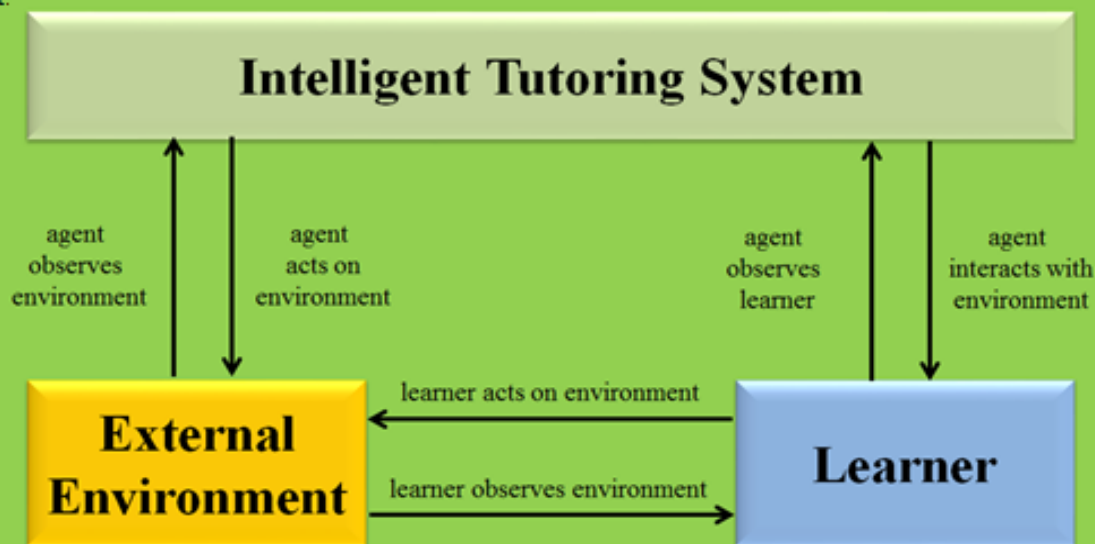 Intelligent Tutoring System
agent
observes
environment
agent
acts on
environment
agent
observes
learner
agent
interacts with
environment
learner acts on environment
learner observes environment
External
Environment
Learner